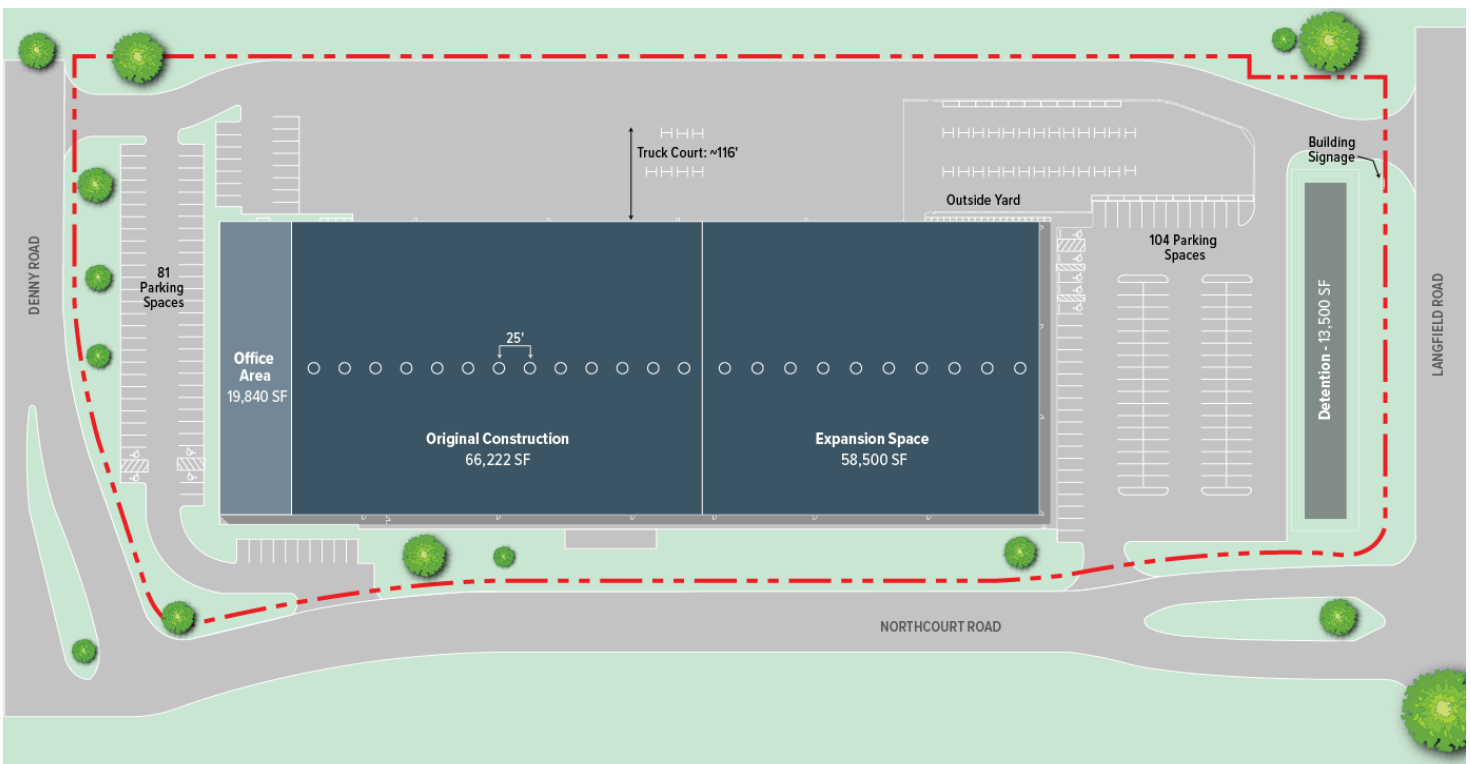 Building
Signage
Truck Court: ~116'
Outside Yard
104 Parking
Spaces
DENNY ROAD
81
Parking
Spaces
LANGFIELD ROAD
25'
Office
Area
19,840 SF
Detention - 13,500 SF
Original Construction
66,222 SF
Expansion Space
58,500 SF
NORTHCOURT ROAD